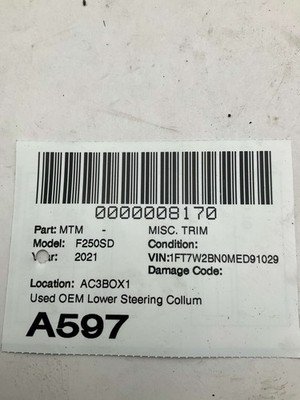 0000008170
Part: MTM - MISC. TRIM
Model: F250SD Condition:
Year: 2021 VIN:1FT7W2BN0MED91029
Damage Code:
Location: AC3BOX1
Used OEM Lower Steering Collum
A597